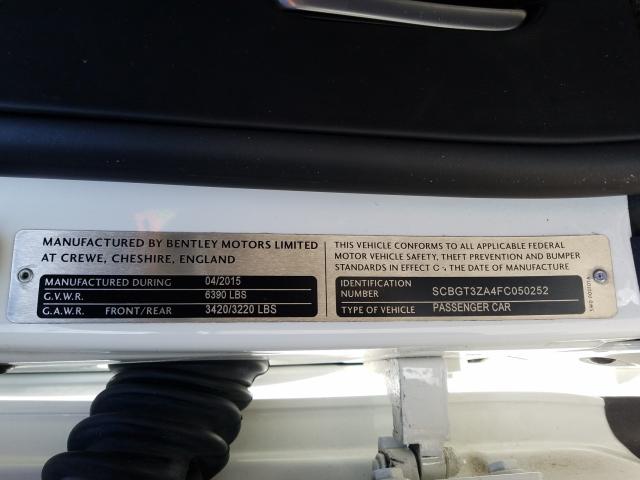 MANUFACTURED BY BENTLEY MOTORS LIMITED
AT CREWE, CHESHIRE, ENGLAND
MANUFACTURED DURING 04/2015
G.V.W.R. 6390 LBS
G.A.W.R. FRONT/REAR 3420/3220 LBS
THIS VEHICLE CONFORMS TO ALL APPLICABLE FEDERAL
MOTOR VEHICLE SAFETY, THEFT PREVENTION AND BUMPER
STANDARDS IN EFFECT THE DATE OF MANUFACTURE
IDENTIFICATION
NUMBER SCBGT3ZA4FC050252
TYPE OF VEHICLE PASSENGER CAR